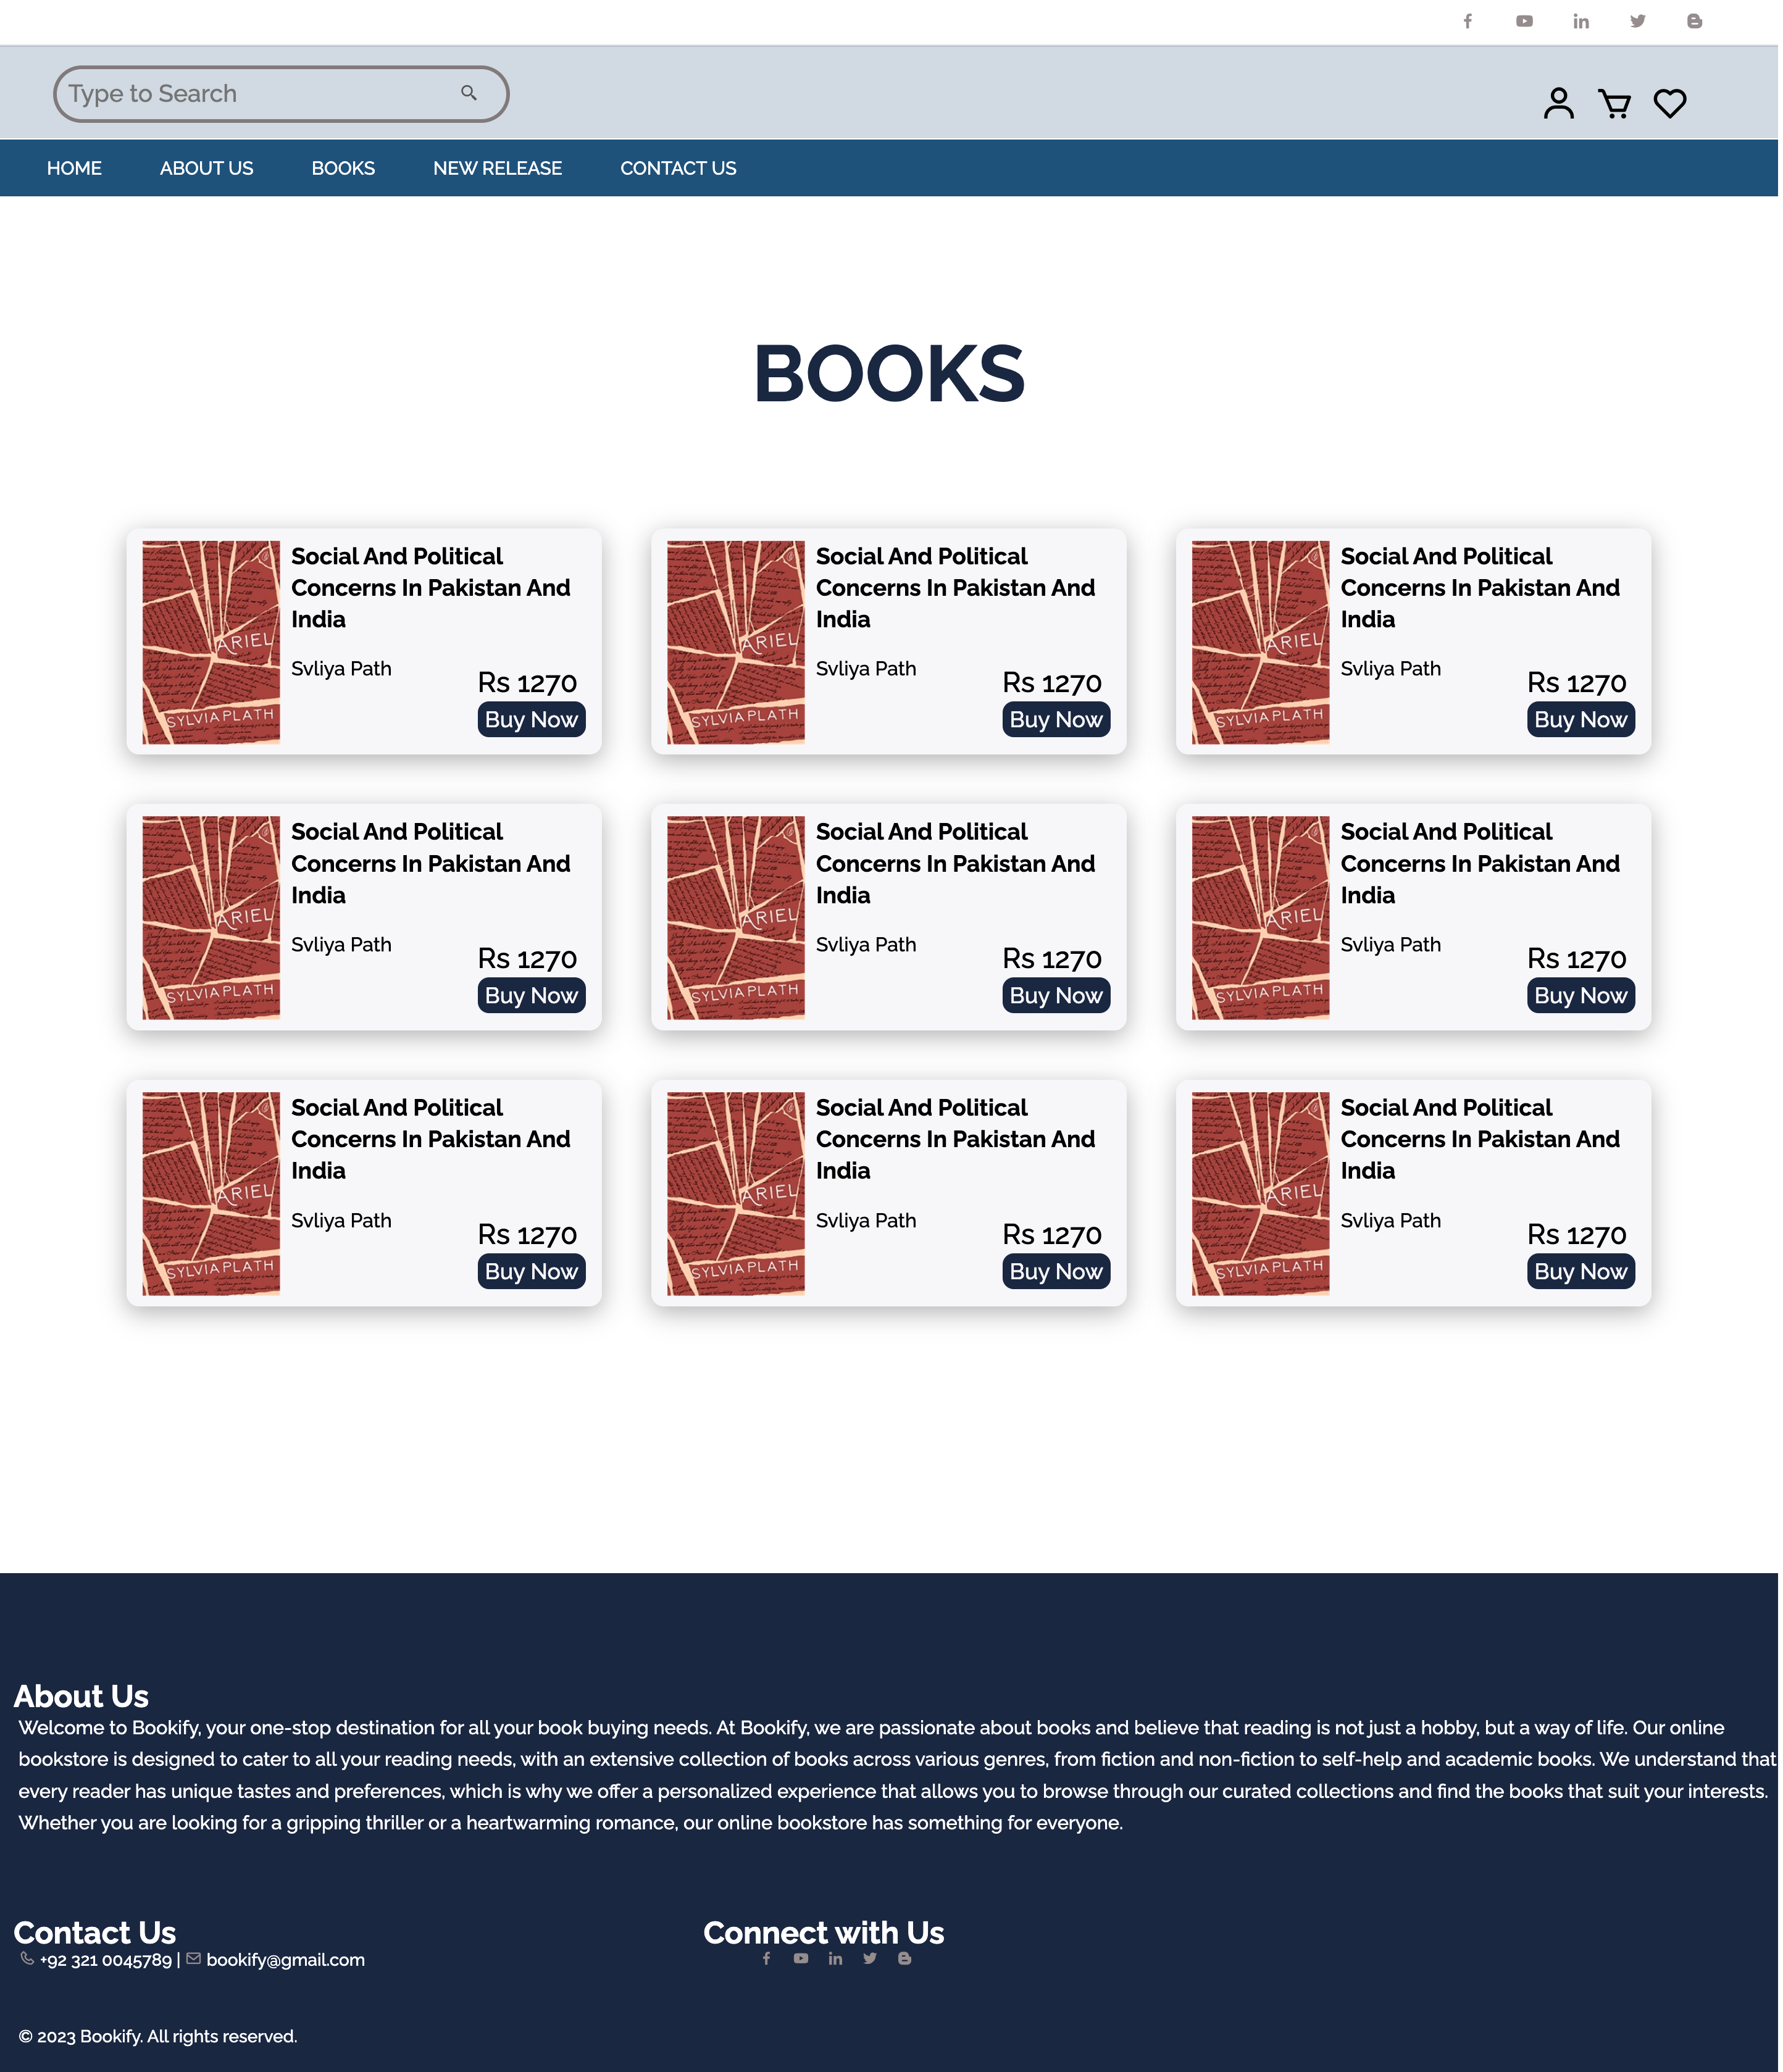 Type to Search
HOME ABOUT US BOOKS NEW RELEASE CONTACT US
BOOKS
ARIEL
SYLVIA PLATH
Social And Political
Concerns In Pakistan And
India
Svliya Path
Rs 1270
Buy Now
ARIEL
SYLVIA PLATH
Social And Political
Concerns In Pakistan And
India
Svliya Path
Rs 1270
Buy Now
ARIEL
SYLVIA PLATH
Social And Political
Concerns In Pakistan And
India
Svliya Path
Rs 1270
Buy Now
ARIEL
SYLVIA PLATH
Social And Political
Concerns In Pakistan And
India
Svliya Path
Rs 1270
Buy Now
ARIEL
SYLVIA PLATH
Social And Political
Concerns In Pakistan And
India
Svliya Path
Rs 1270
Buy Now
ARIEL
SYLVIA PLATH
Social And Political
Concerns In Pakistan And
India
Svliya Path
Rs 1270
Buy Now
ARIEL
SYLVIA PLATH
Social And Political
Concerns In Pakistan And
India
Svliya Path
Rs 1270
Buy Now
ARIEL
SYLVIA PLATH
Social And Political
Concerns In Pakistan And
India
Svliya Path
Rs 1270
Buy Now
ARIEL
SYLVIA PLATH
Social And Political
Concerns In Pakistan And
India
Svliya Path
Rs 1270
Buy Now
About Us
Welcome to Bookify, your one-stop destination for all your book buying needs. At Bookify, we are passionate about books and believe that reading is not just a hobby, but a way of life. Our online
bookstore is designed to cater to all your reading needs, with an extensive collection of books across various genres, from fiction and non-fiction to self-help and academic books. We understand that
every reader has unique tastes and preferences, which is why we offer a personalized experience that allows you to browse through our curated collections and find the books that suit your interests.
Whether you are looking for a gripping thriller or a heartwarming romance, our online bookstore has something for everyone.
Contact Us
+92 321 0045789 | bookify@gmail.com
Connect with Us
© 2023 Bookify. All rights reserved.